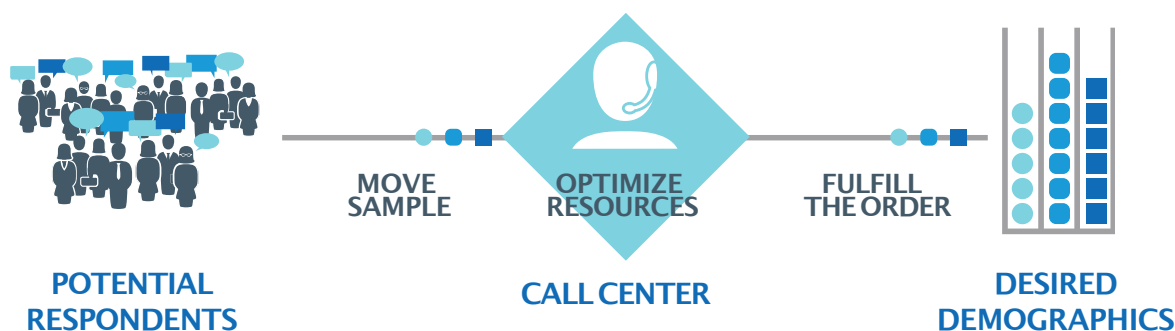 MOVE
SAMPLE
OPTIMIZE
RESOURCES
FULFILL
THE ORDER
POTENTIAL
RESPONDENTS
CALL CENTER
DESIRED
DEMOGRAPHICS